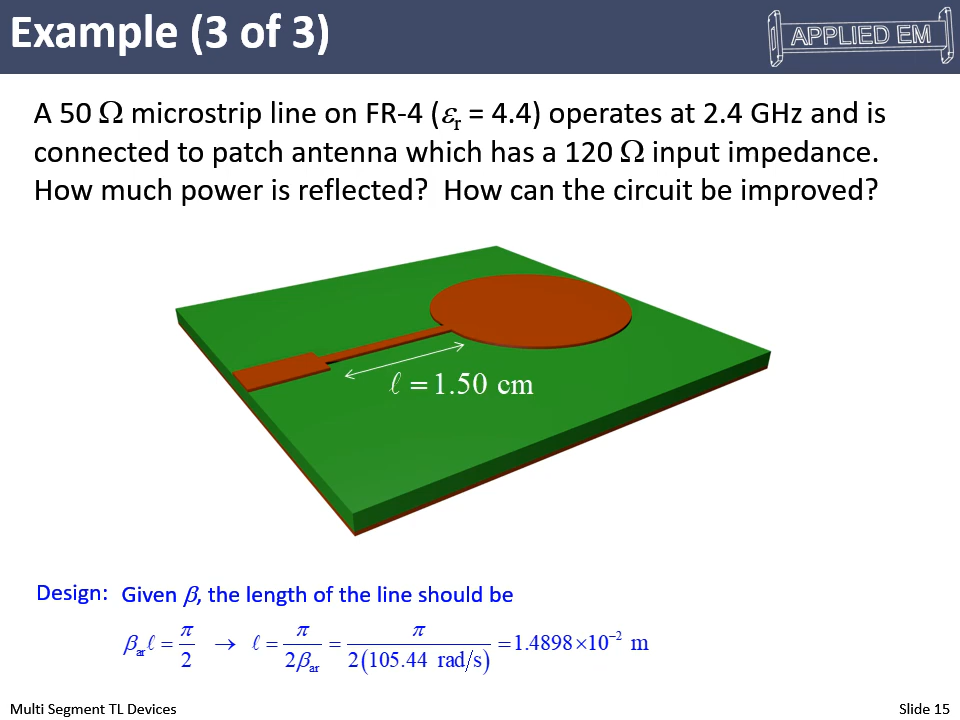 Example (3 of 3)
APPLIED EM
A 50 Ω microstrip line on FR-4 (εr = 4.4) operates at 2.4 GHz and is
connected to patch antenna which has a 120 Ω input impedance.
How much power is reflected? How can the circuit be improved?
ℓ = 1.50 cm
Design: Given β, the length of the line should be
β_ar ℓ = π/2 → ℓ = π/(2β_ar) = π/(2(105.44 rad/s)) = 1.4898×10⁻² m
Multi Segment TL Devices
Slide 15